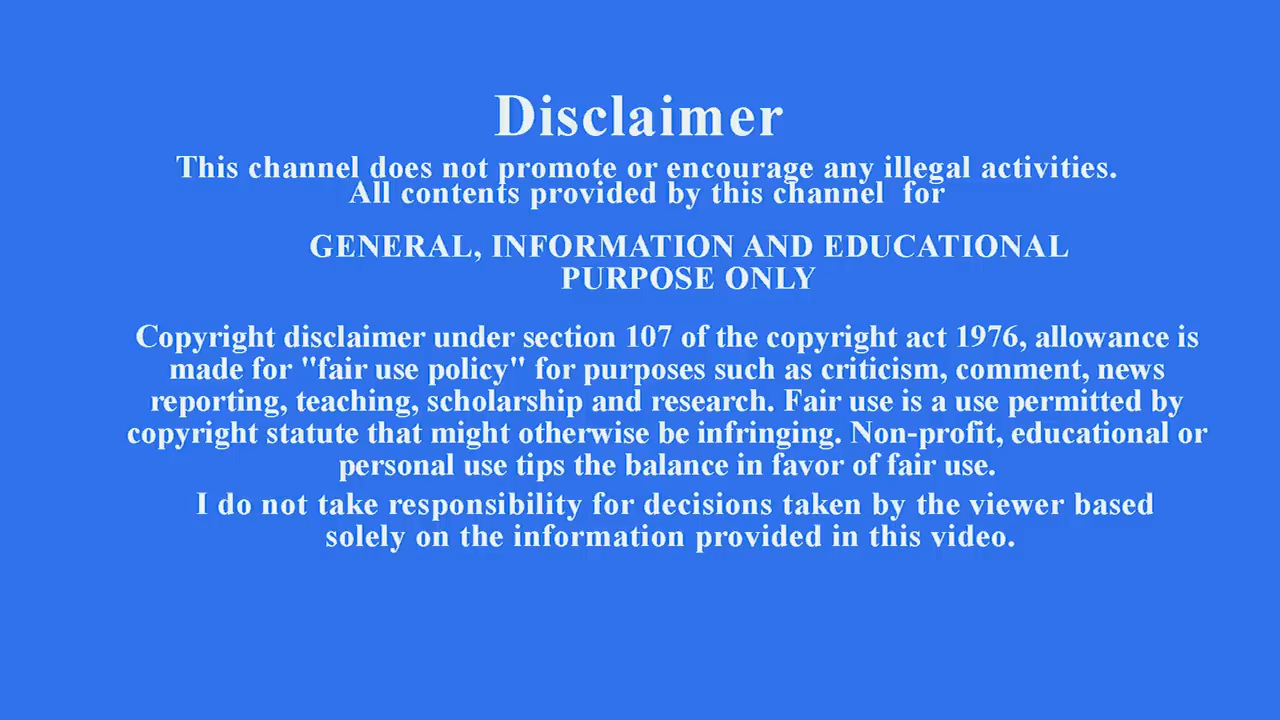 Disclaimer
This channel does not promote or encourage any illegal activities.
All contents provided by this channel  for
GENERAL, INFORMATION AND EDUCATIONAL
PURPOSE ONLY
Copyright disclaimer under section 107 of the copyright act 1976, allowance is
made for "fair use policy" for purposes such as criticism, comment, news
reporting, teaching, scholarship and research. Fair use is a use permitted by
copyright statute that might otherwise be infringing. Non-profit, educational or
personal use tips the balance in favor of fair use.
I do not take responsibility for decisions taken by the viewer based
solely on the information provided in this video.